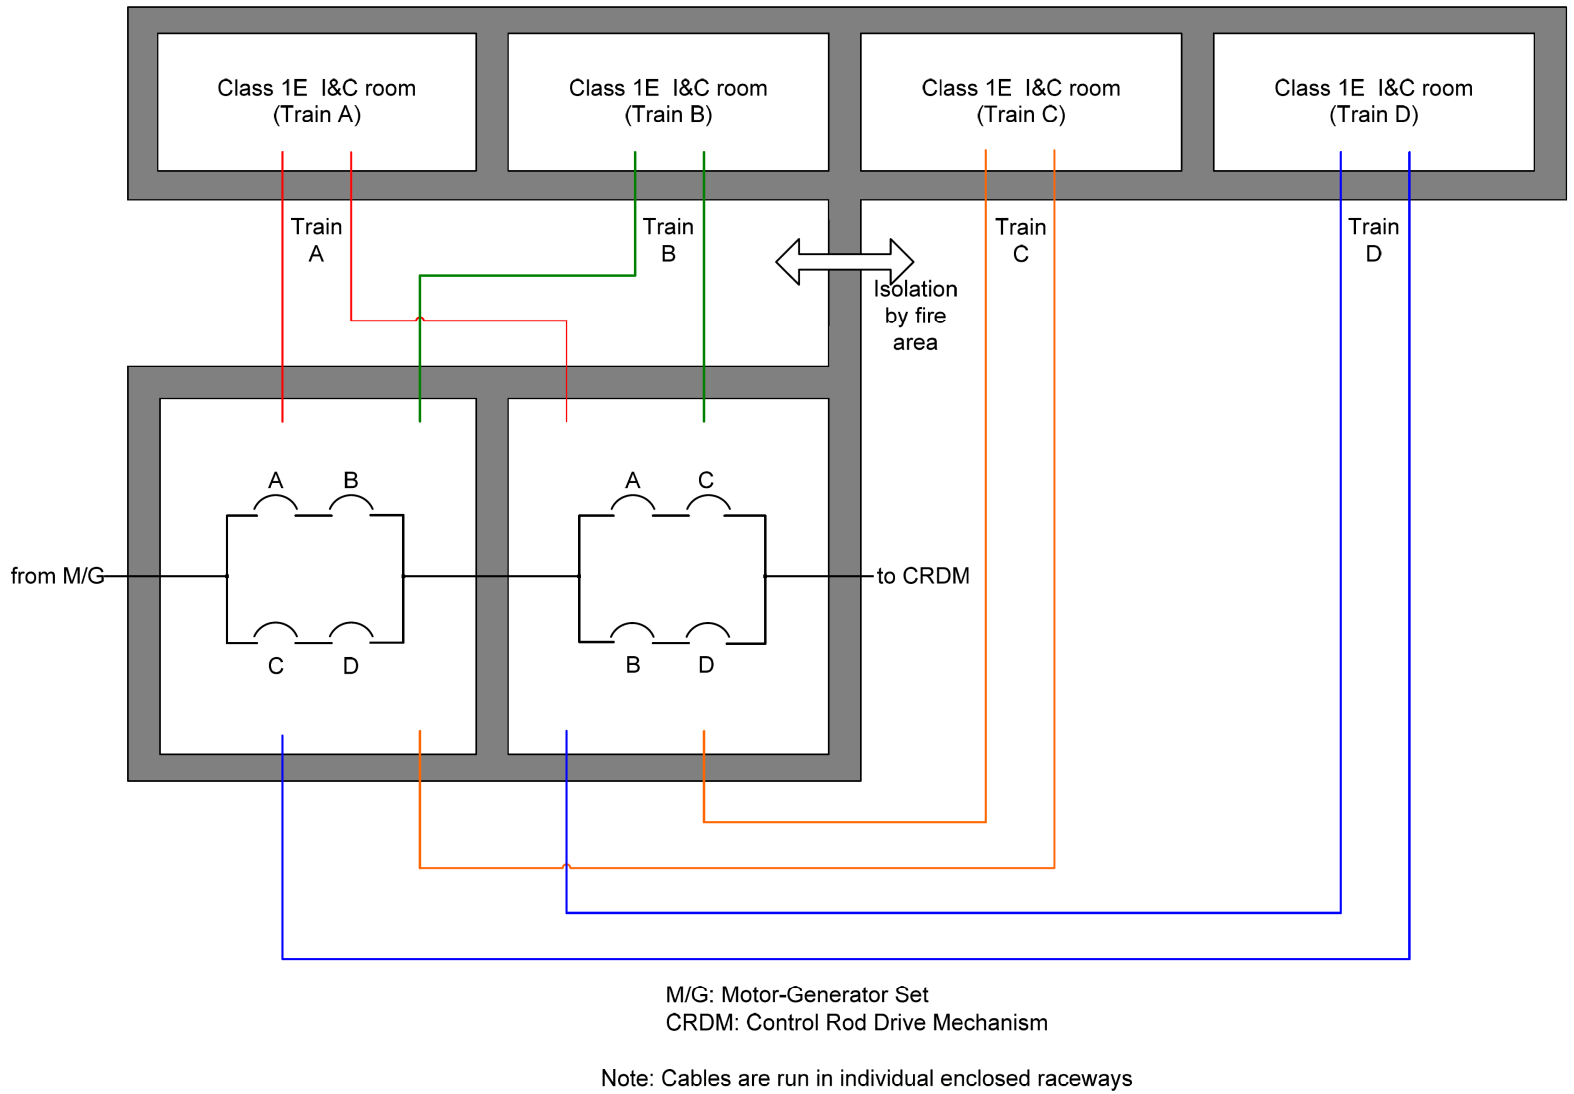 Class 1E I&C room
(Train A)
Class 1E I&C room
(Train B)
Class 1E I&C room
(Train C)
Class 1E I&C room
(Train D)
Train
A
Train
B
Train
C
Train
D
Isolation
by fire
area
A
B
A
C
from M/G
to CRDM
C
D
B
D
M/G: Motor-Generator Set
CRDM: Control Rod Drive Mechanism
Note: Cables are run in individual enclosed raceways